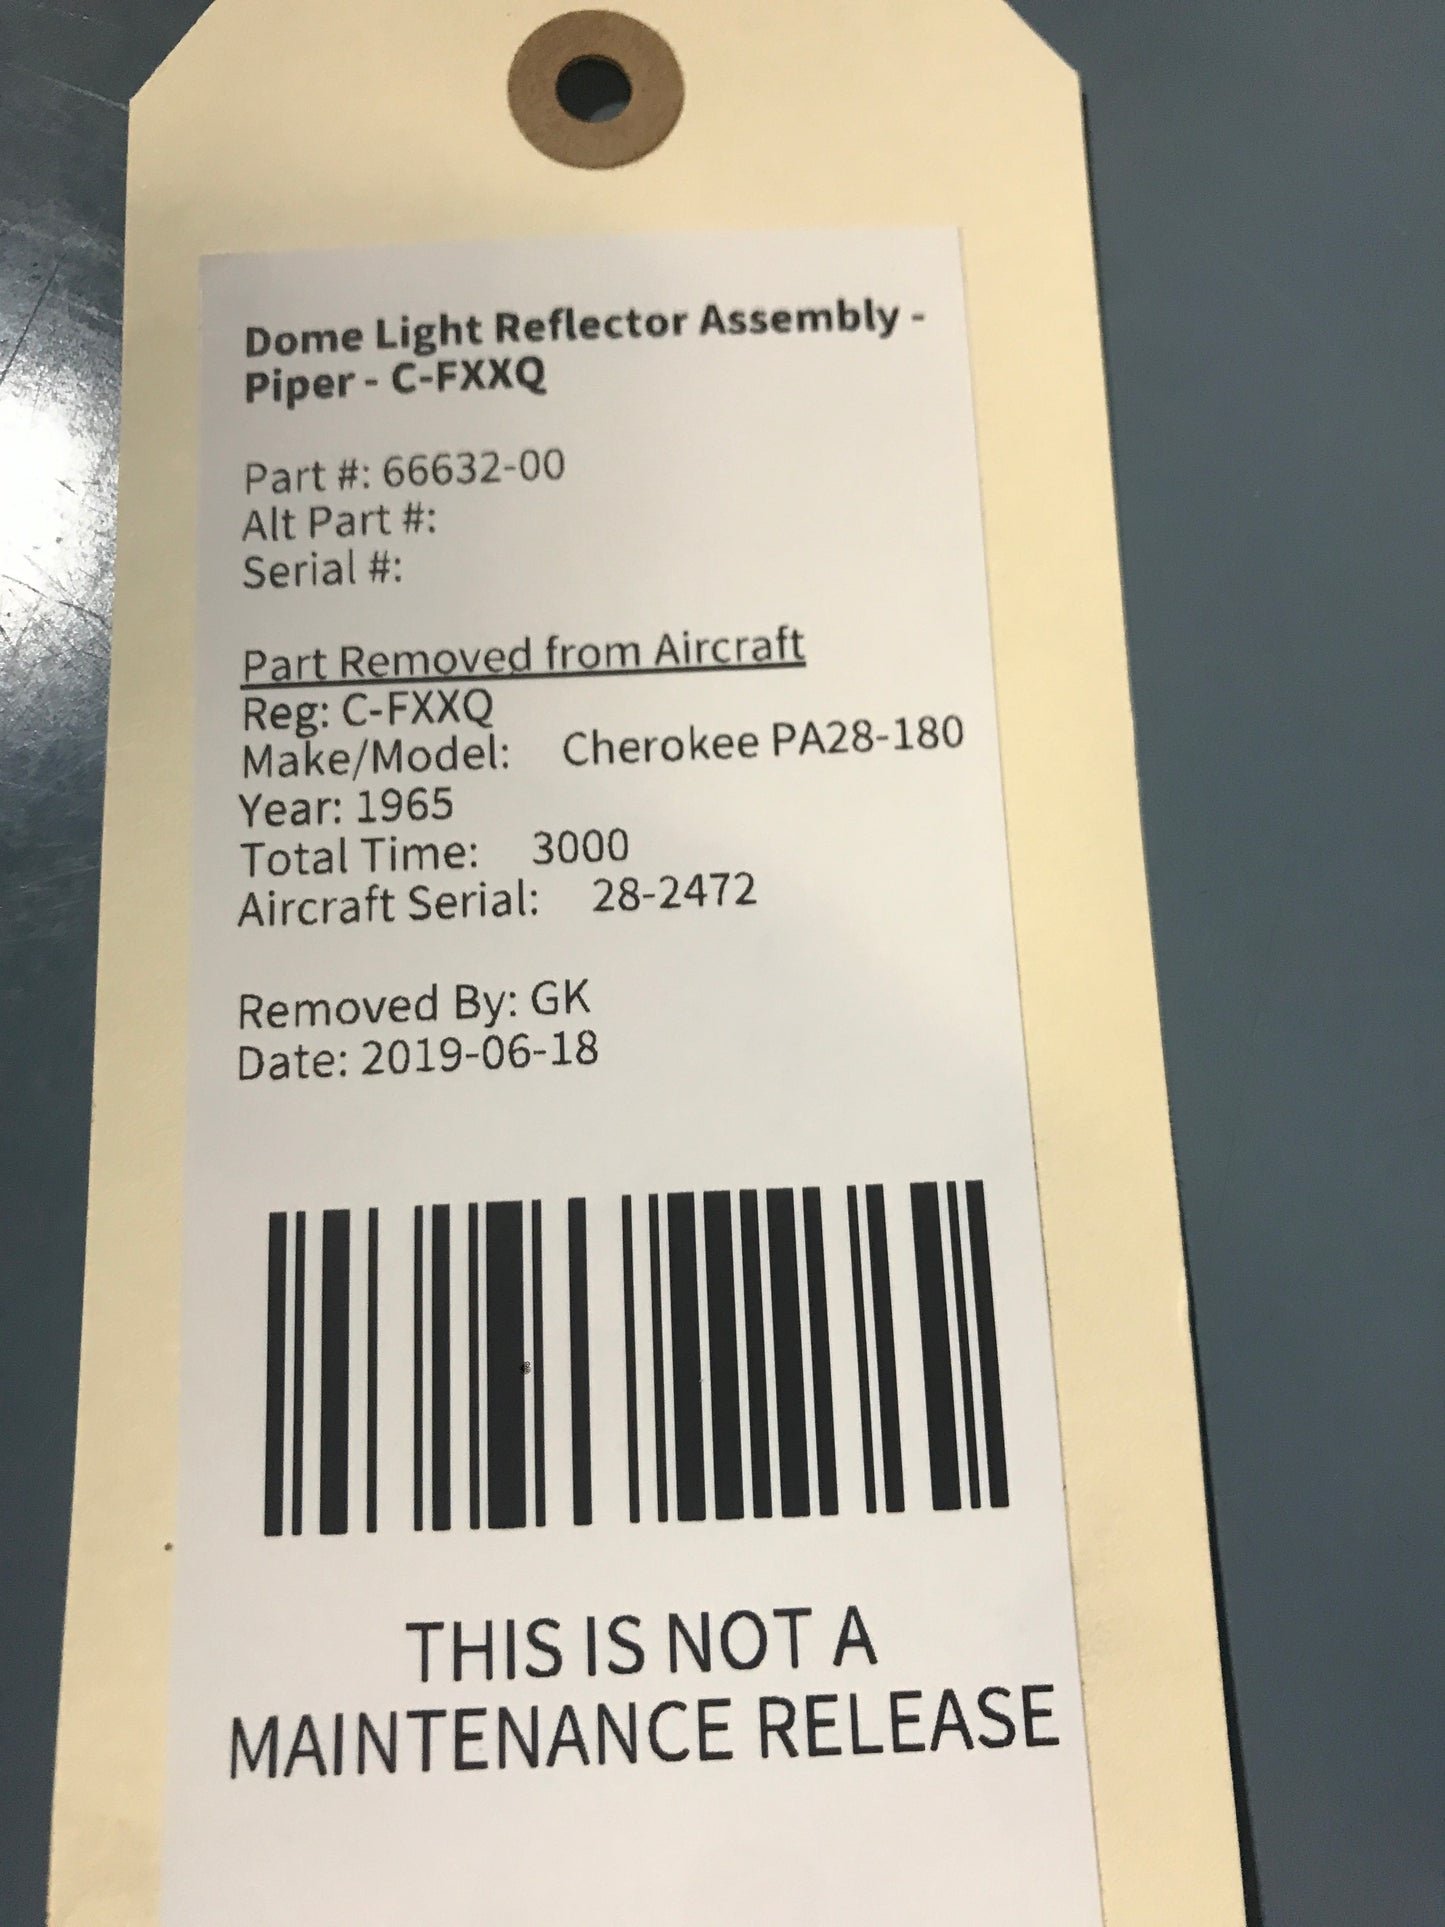 Dome Light Reflector Assembly -
Piper - C-FXXQ
Part #: 66632-00
Alt Part #:
Serial #:
Part Removed from Aircraft
Reg: C-FXXQ
Make/Model: Cherokee PA28-180
Year: 1965
Total Time: 3000
Aircraft Serial: 28-2472
Removed By: GK
Date: 2019-06-18
THIS IS NOT A
MAINTENANCE RELEASE